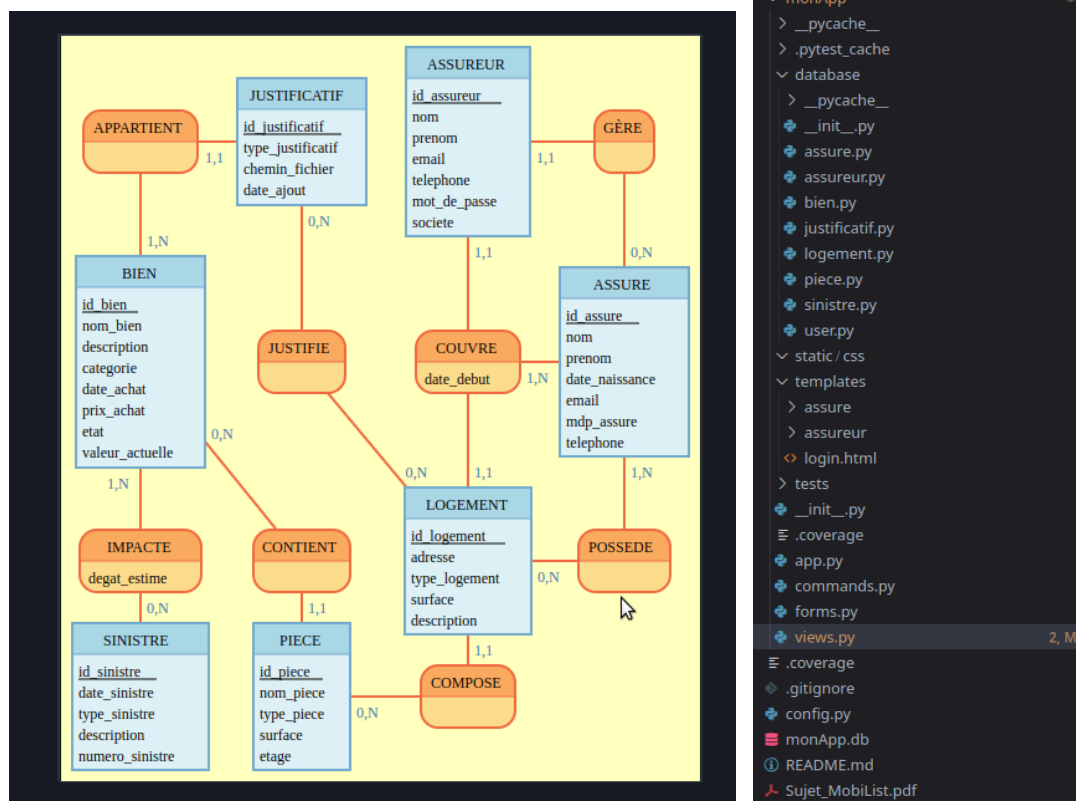 ASSUREUR
id_assureur
nom
prenom
email
telephone
mot_de_passe
societe
JUSTIFICATIF
id_justificatif
type_justificatif
chemin_fichier
date_ajout
APPARTIENT
GÈRE
1,1
1,1
0,N
1,N
1,1
0,N
BIEN
id_bien
nom_bien
description
categorie
date_achat
prix_achat
etat
valeur_actuelle
ASSURE
id_assure
nom
prenom
date_naissance
email
mdp_assure
telephone
JUSTIFIE
COUVRE
date_debut
1,N
0,N
1,N
0,N
1,1
1,N
LOGEMENT
id_logement
adresse
type_logement
surface
description
IMPACTE
degat_estime
CONTIENT
POSSEDE
0,N
0,N
1,1
SINISTRE
id_sinistre
date_sinistre
type_sinistre
description
numero_sinistre
PIECE
id_piece
nom_piece
type_piece
surface
etage
1,1
COMPOSE
0,N
monApp
__pycache__
.pytest_cache
database
__pycache__
__init__.py
assure.py
assureur.py
bien.py
justificatif.py
logement.py
piece.py
sinistre.py
user.py
static / css
templates
assure
assureur
login.html
tests
__init__.py
.coverage
app.py
commands.py
forms.py
views.py 2, M
.coverage
.gitignore
config.py
monApp.db
README.md
Sujet_MobiList.pdf